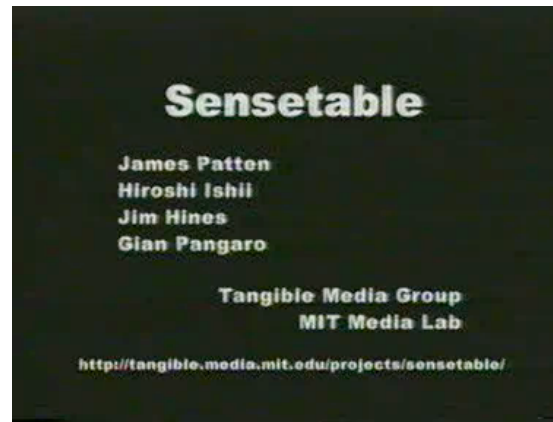 Sensetable
James Patten
Hiroshi Ishii
Jim Hines
Gian Pangaro
Tangible Media Group
MIT Media Lab
http://tangible.media.mit.edu/projects/sensetable/